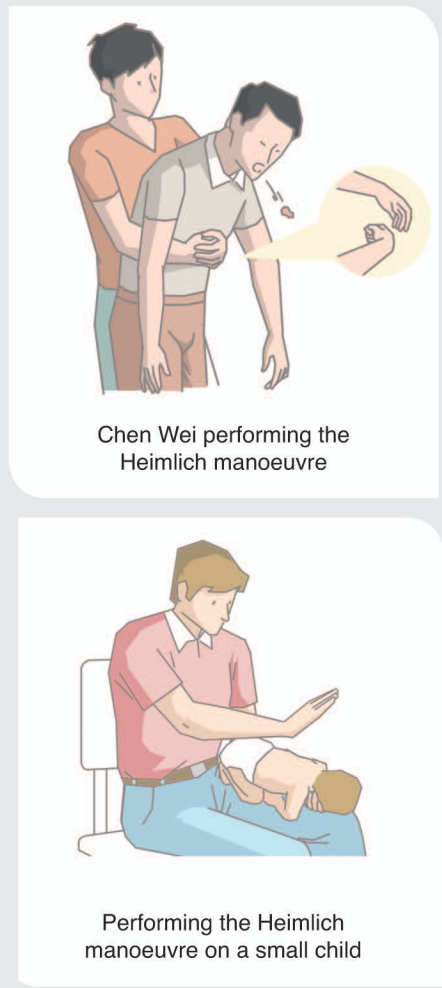 Chen Wei performing the
Heimlich manoeuvre
Performing the Heimlich
manoeuvre on a small child